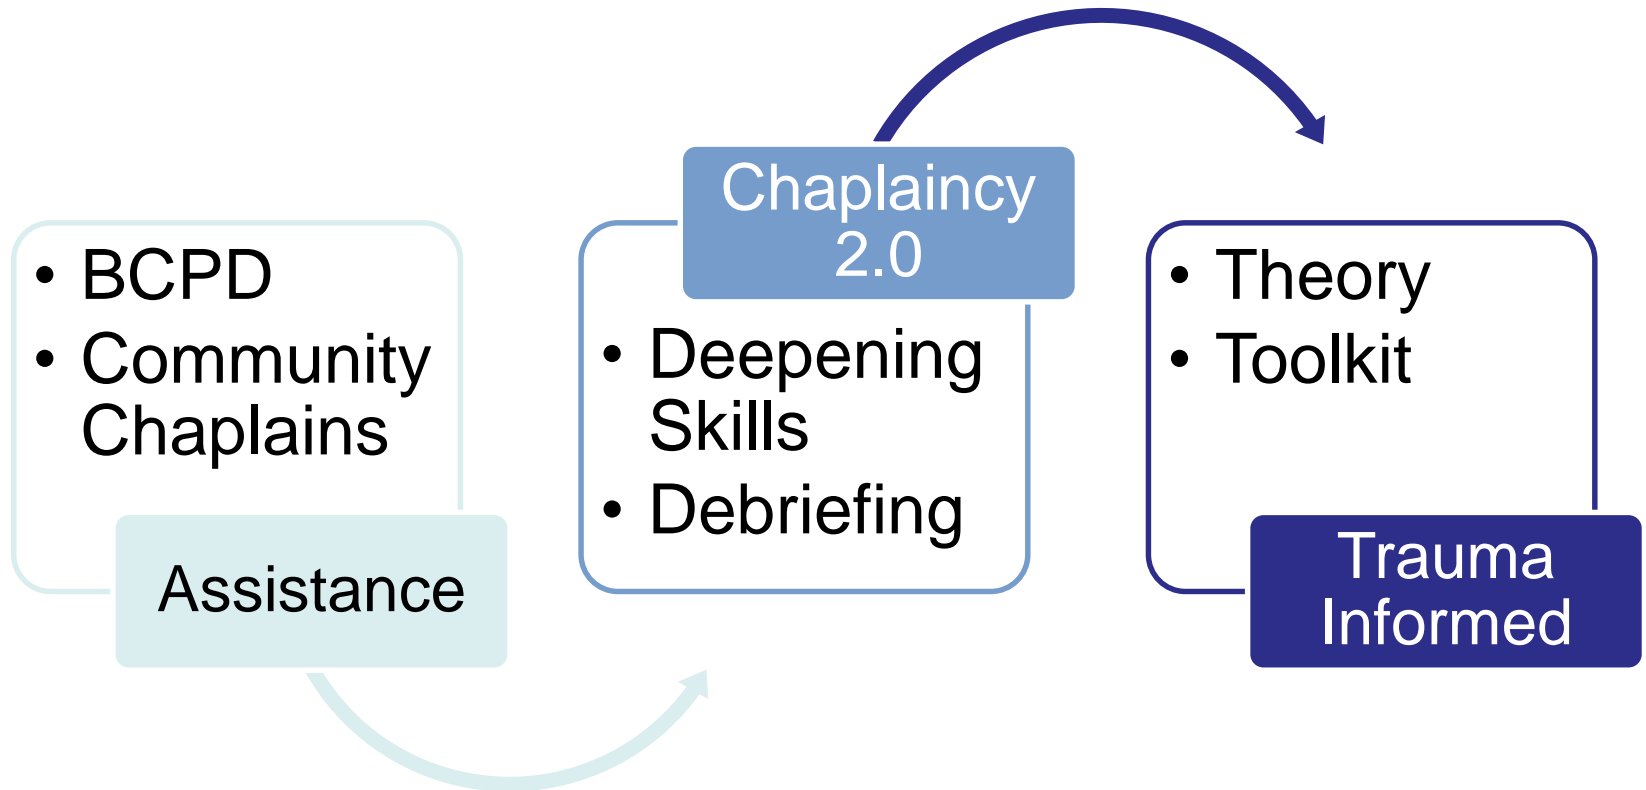 • BCPD
• Community
Chaplains
Assistance
Chaplaincy
2.0
• Deepening
Skills
• Debriefing
• Theory
• Toolkit
Trauma
Informed